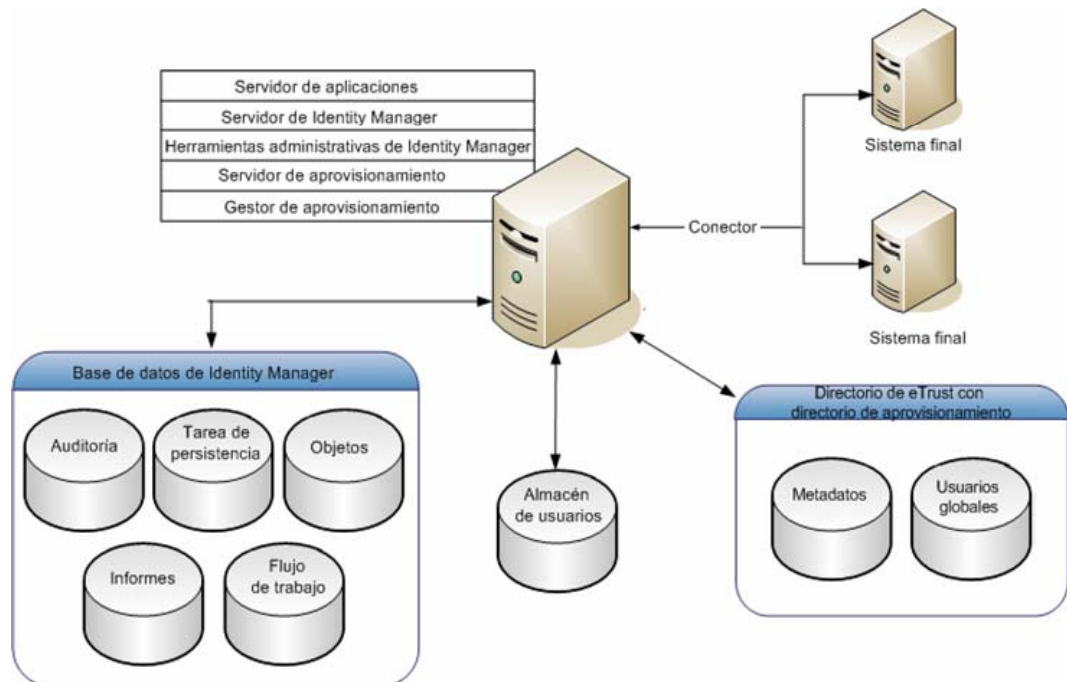 Servidor de aplicaciones
Servidor de Identity Manager
Herramientas administrativas de Identity Manager
Servidor de aprovisionamiento
Gestor de aprovisionamiento
Conector
Sistema final
Sistema final
Base de datos de Identity Manager
Auditoría
Tarea de
persistencia
Objetos
Informes
Flujo
de trabajo
Almacén
de usuarios
Directorio de eTrust con
directorio de aprovisionamiento
Metadatos
Usuarios
globales